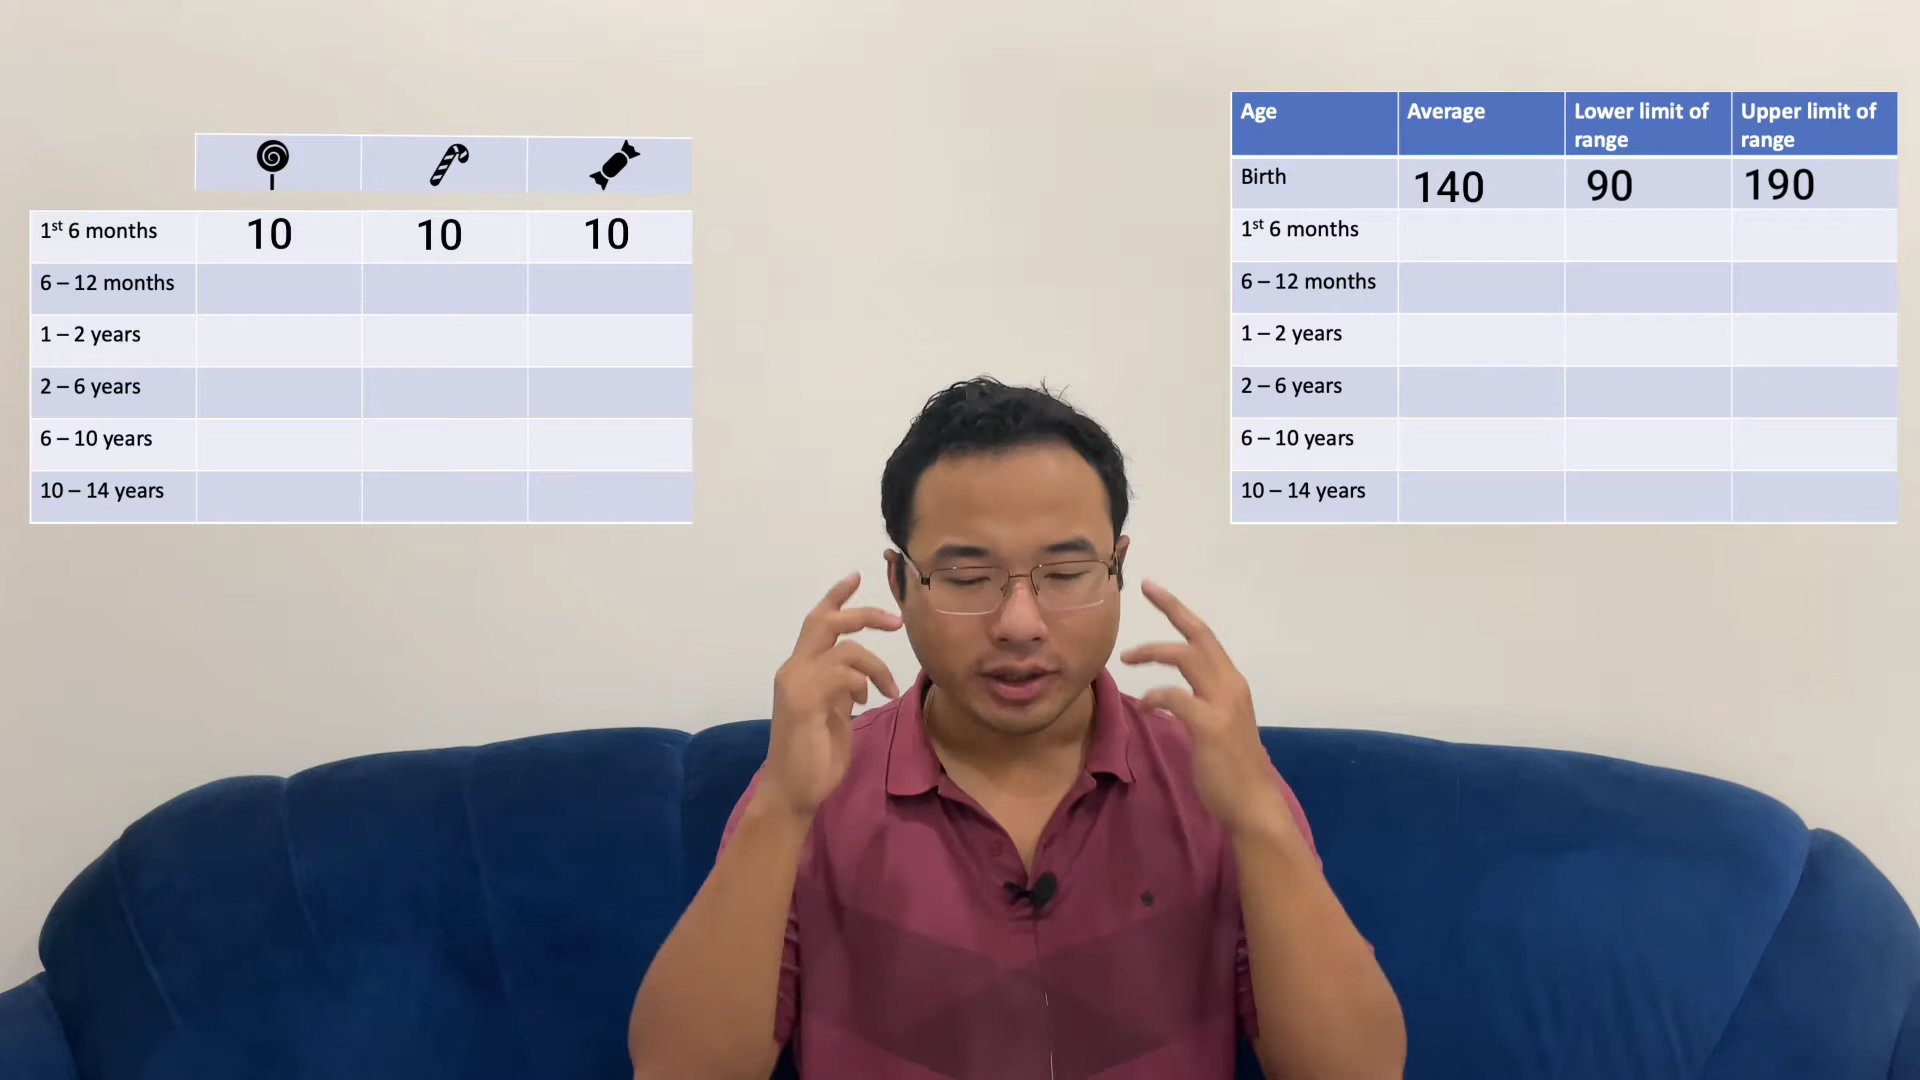 10 10 10
1st 6 months
6 – 12 months
1 – 2 years
2 – 6 years
6 – 10 years
10 – 14 years
Age Average Lower limit of range Upper limit of range
Birth 140 90 190
1st 6 months
6 – 12 months
1 – 2 years
2 – 6 years
6 – 10 years
10 – 14 years